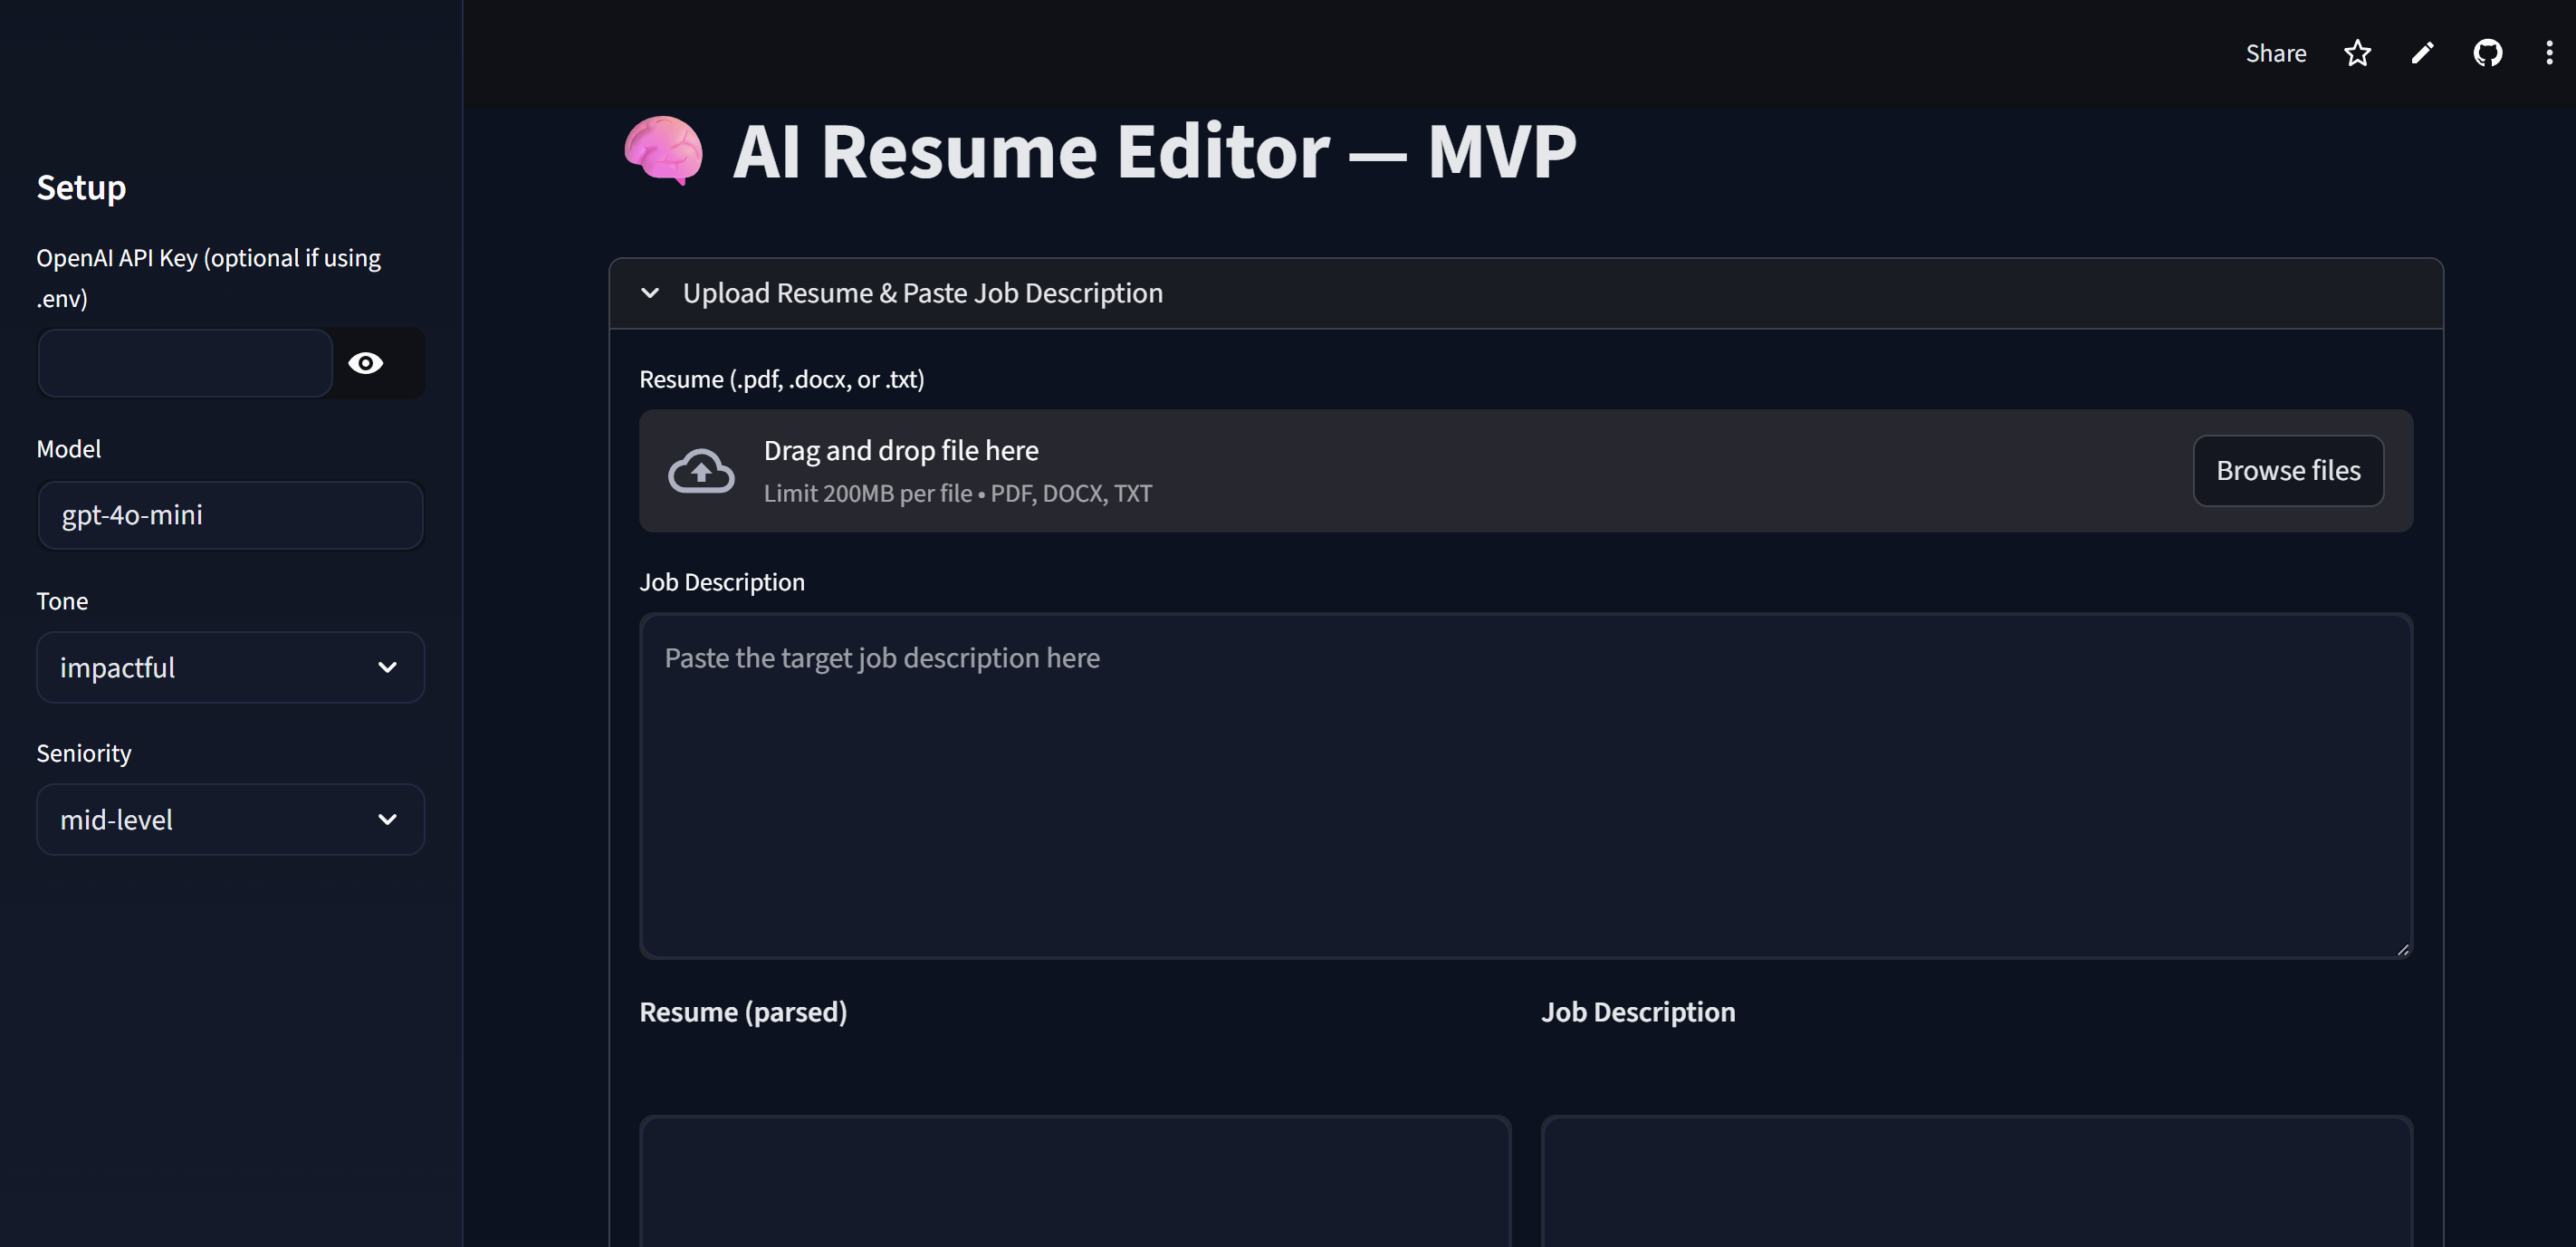 Share
Setup
OpenAI API Key (optional if using
.env)
Model
gpt-4o-mini
Tone
impactful
Seniority
mid-level
AI Resume Editor — MVP
Upload Resume & Paste Job Description
Resume (.pdf, .docx, or .txt)
Drag and drop file here
Limit 200MB per file • PDF, DOCX, TXT
Browse files
Job Description
Paste the target job description here
Resume (parsed)
Job Description